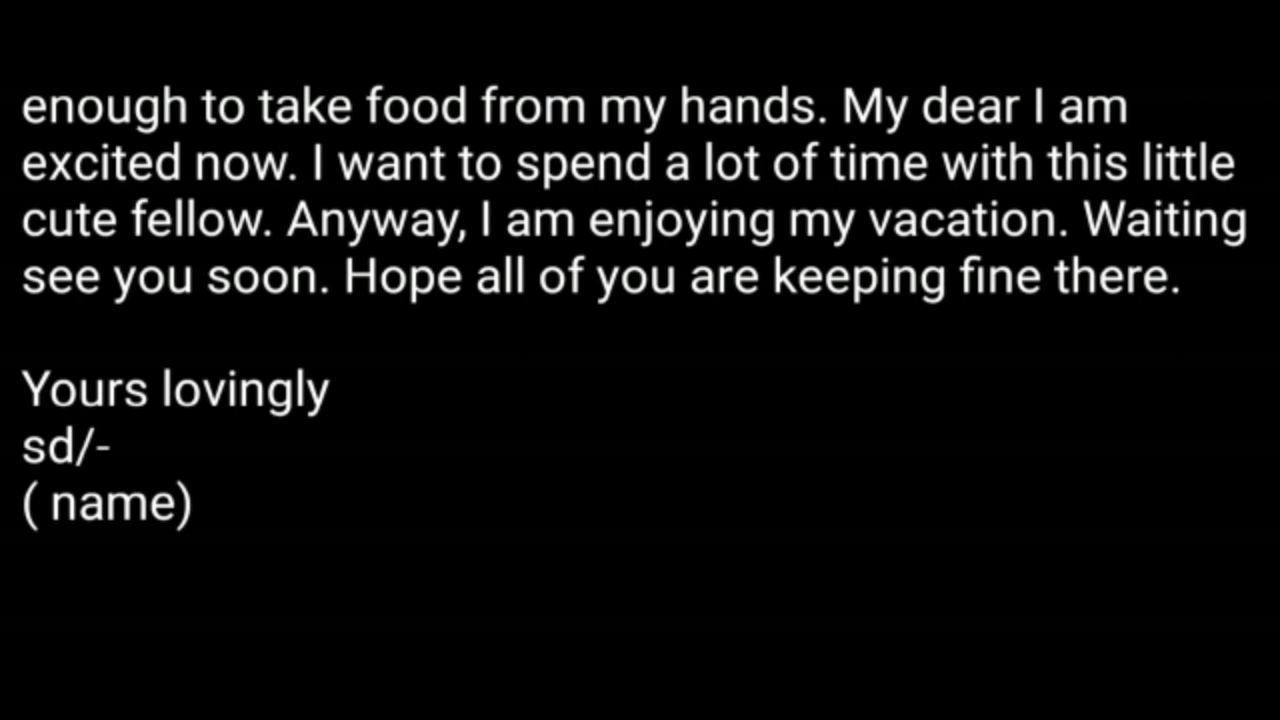 enough to take food from my hands. My dear I am
excited now. I want to spend a lot of time with this little
cute fellow. Anyway, I am enjoying my vacation. Waiting
see you soon. Hope all of you are keeping fine there.
Yours lovingly
sd/-
( name)